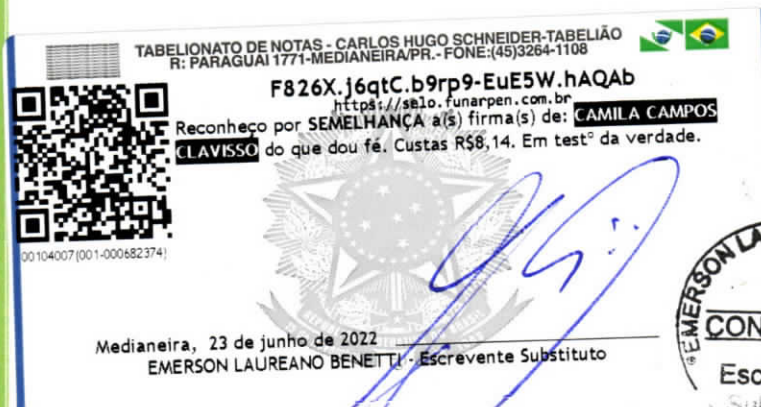 TABELIONATO DE NOTAS - CARLOS HUGO SCHNEIDER-TABELIÃO
R: PARAGUAI 1771-MEDIANEIRA/PR.- FONE:(45)3264-1108
F826X.j6qtC.b9rp9-EuE5W.hAQAb
https://selo.funarpen.com.br
Reconheço por SEMELHANÇA a(s) firma(s) de: CAMILA CAMPOS
CLAVISSO do que dou fé. Custas R$8,14. Em testº da verdade.
00104007(001-000682374)
Medianeira, 23 de junho de 2022
EMERSON LAUREANO BENETTI - Escrevente Substituto
EMERSON LA
CON
Esc